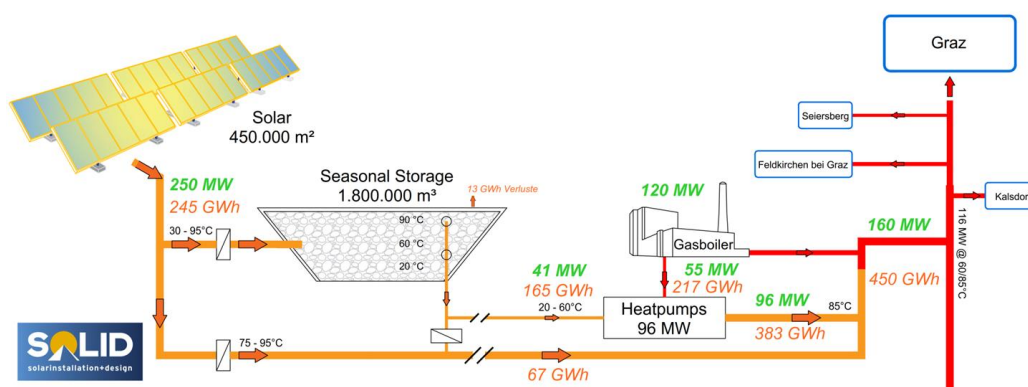 Graz
Solar
450.000 m²
Seiersberg
Feldkirchen bei Graz
Kalsdorf
Seasonal Storage
1.800.000 m³
13 GWh Verluste
250 MW
245 GWh
30 - 95°C
90 °C
60 °C
20 °C
120 MW
Gasboiler
160 MW
116 MW @ 60/85°C
41 MW
165 GWh
20 - 60°C
55 MW
217 GWh
Heatpumps
96 MW
96 MW
383 GWh
85°C
450 GWh
SOLID
solarinstallation+design
75 - 95°C
67 GWh